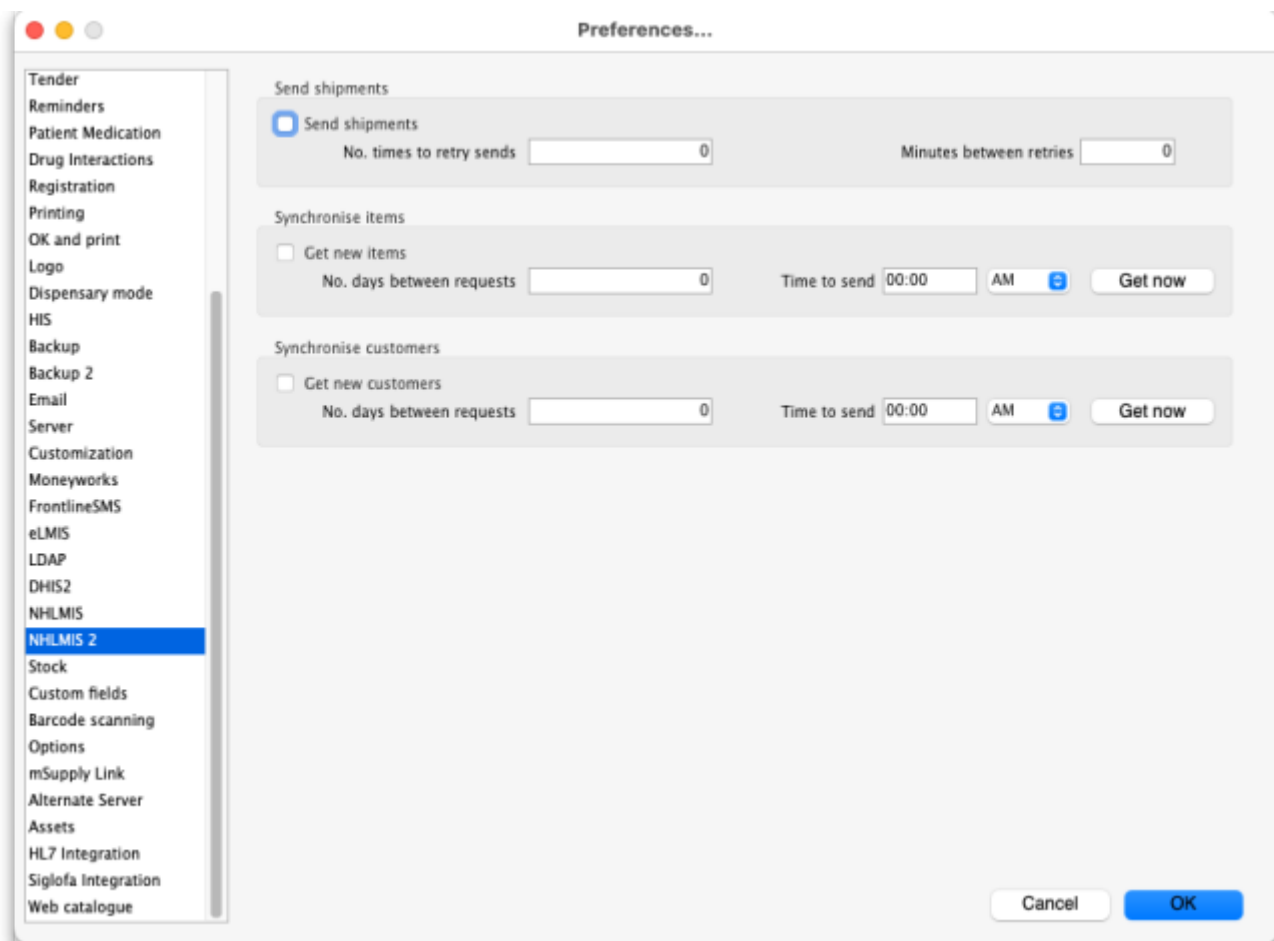 Preferences...
Tender
Reminders
Patient Medication
Drug Interactions
Registration
Printing
OK and print
Logo
Dispensary mode
HIS
Backup
Backup 2
Email
Server
Customization
Moneyworks
FrontlineSMS
eLMIS
LDAP
DHIS2
NHLMIS
NHLMIS 2
Stock
Custom fields
Barcode scanning
Options
mSupply Link
Alternate Server
Assets
HL7 Integration
Siglofa Integration
Web catalogue
Send shipments
Send shipments
No. times to retry sends 0 Minutes between retries 0
Synchronise items
Get new items
No. days between requests 0 Time to send 00:00 AM Get now
Synchronise customers
Get new customers
No. days between requests 0 Time to send 00:00 AM Get now
Cancel OK